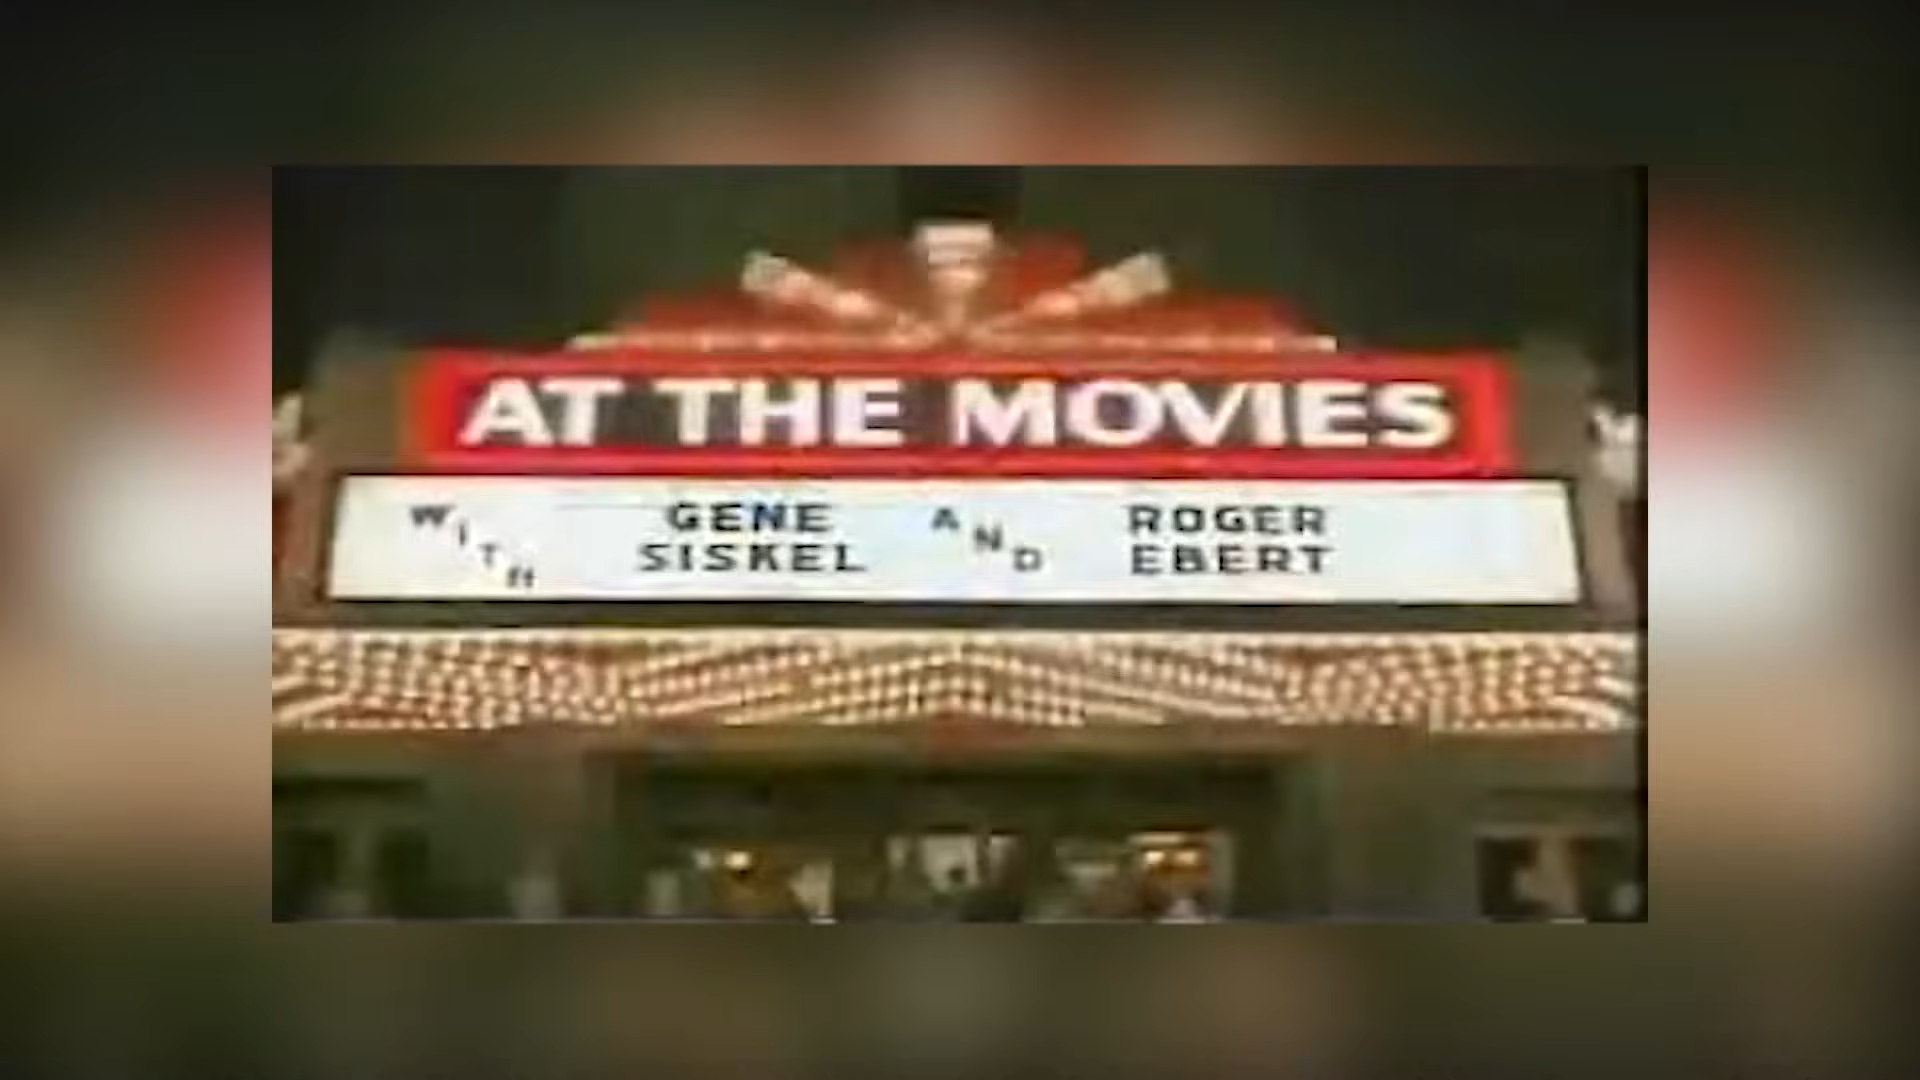 AT THE MOVIES
WITH GENE SISKEL AND ROGER EBERT